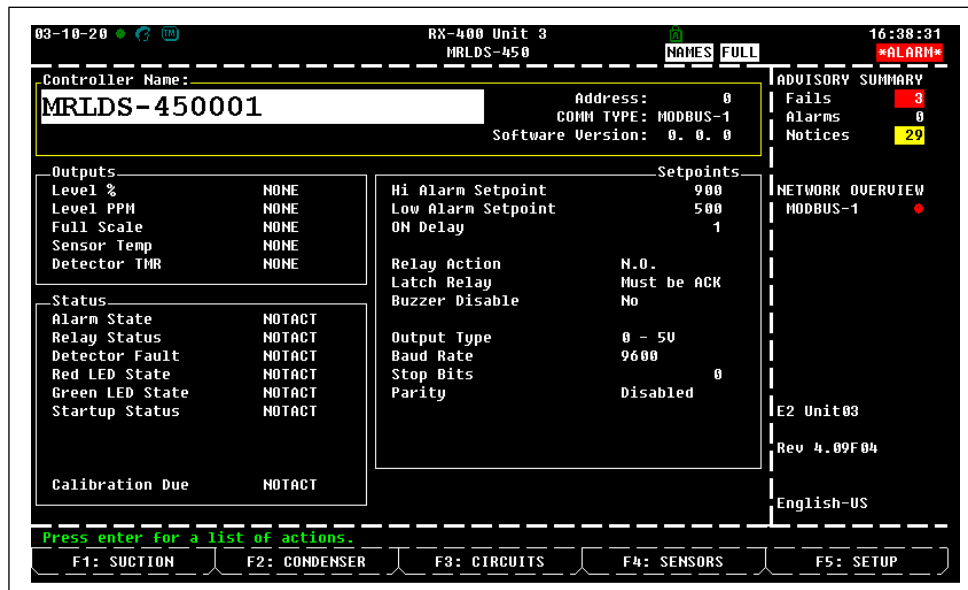 03-10-20 TM RX-400 Unit 3 16:38:31
MRLDS-450 NAMES FULL *ALARM*
Controller Name:
MRLDS-450001
Address: 0
COMM TYPE: MODBUS-1
Software Version: 0. 0. 0
ADVISORY SUMMARY
Fails 3
Alarms 0
Notices 29
NETWORK OVERVIEW
MODBUS-1
E2 Unit03
Rev 4.09F04
English-US
Outputs
Level % NONE
Level PPM NONE
Full Scale NONE
Sensor Temp NONE
Detector TMR NONE
Status
Alarm State NOTACT
Relay Status NOTACT
Detector Fault NOTACT
Red LED State NOTACT
Green LED State NOTACT
Startup Status NOTACT
Calibration Due NOTACT
Setpoints
Hi Alarm Setpoint 900
Low Alarm Setpoint 500
ON Delay 1
Relay Action N.O.
Latch Relay Must be ACK
Buzzer Disable No
Output Type 0 - 5V
Baud Rate 9600
Stop Bits 0
Parity Disabled
Press enter for a list of actions.
F1: SUCTION F2: CONDENSER F3: CIRCUITS F4: SENSORS F5: SETUP